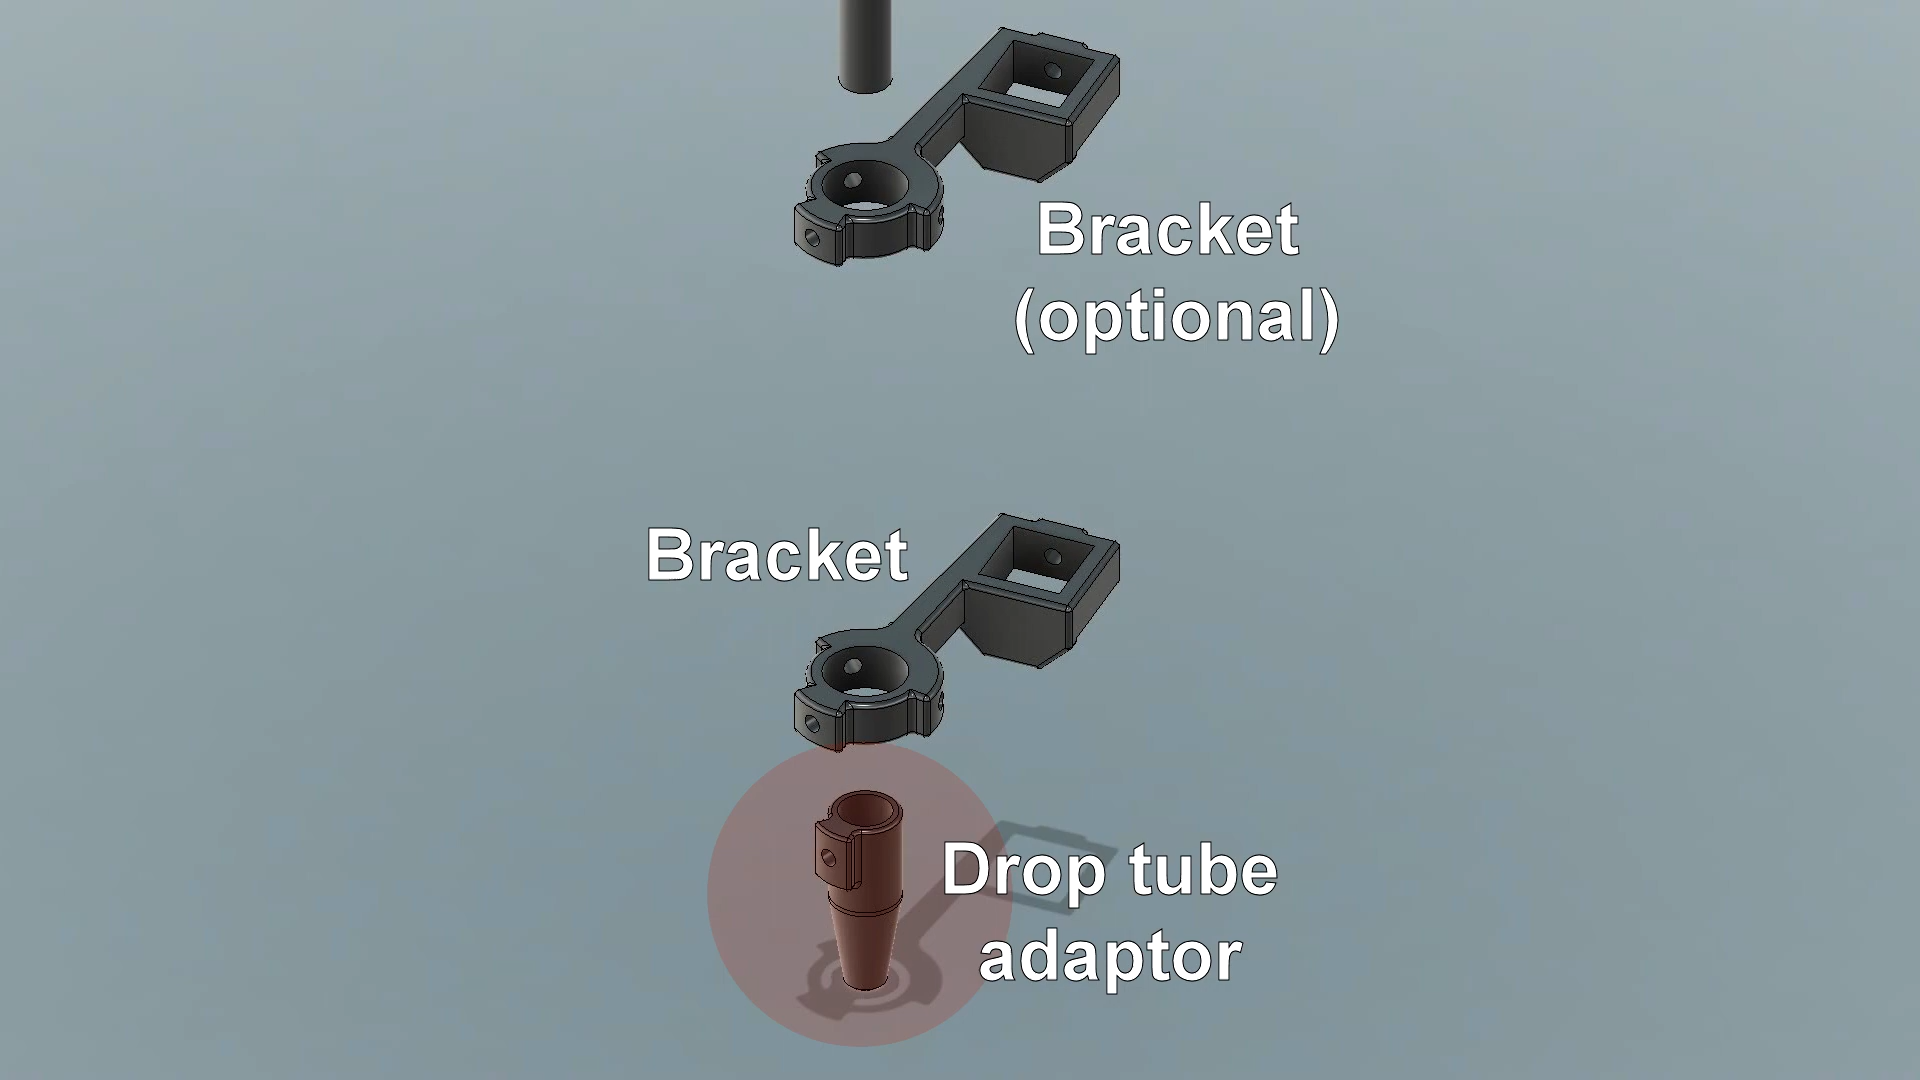 Bracket
(optional)
Bracket
Drop tube
adaptor